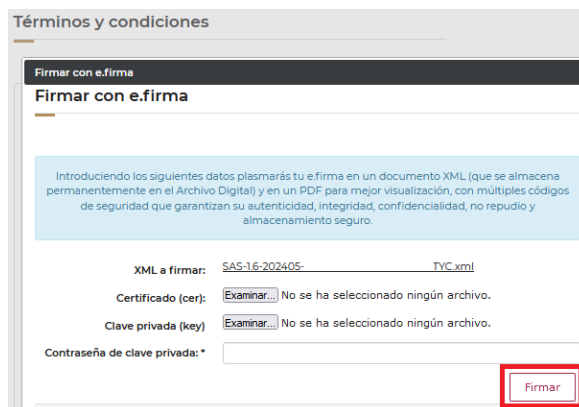 Términos y condiciones
Firmar con e.firma
Firmar con e.firma
Introduciendo los siguientes datos plasmarás tu e.firma en un documento XML (que se almacena
permanentemente en el Archivo Digital) y en un PDF para mejor visualización, con múltiples códigos
de seguridad que garantizan su autenticidad, integridad, confidencialidad, no repudio y
almacenamiento seguro.
XML a firmar: SAS-1.6-202405- TYC.xml
Certificado (cer): Examinar... No se ha seleccionado ningún archivo.
Clave privada (key) Examinar... No se ha seleccionado ningún archivo.
Contraseña de clave privada: *
Firmar